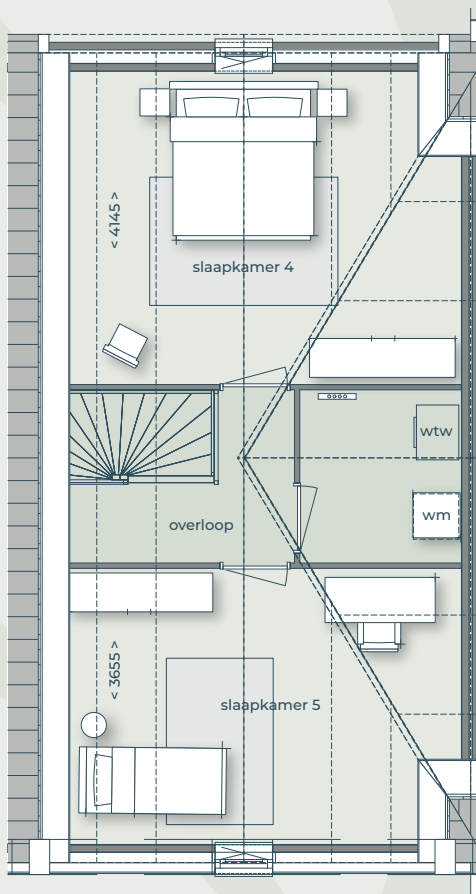 < 4145 >
slaapkamer 4
wtw
wm
overloop
< 3655 >
slaapkamer 5